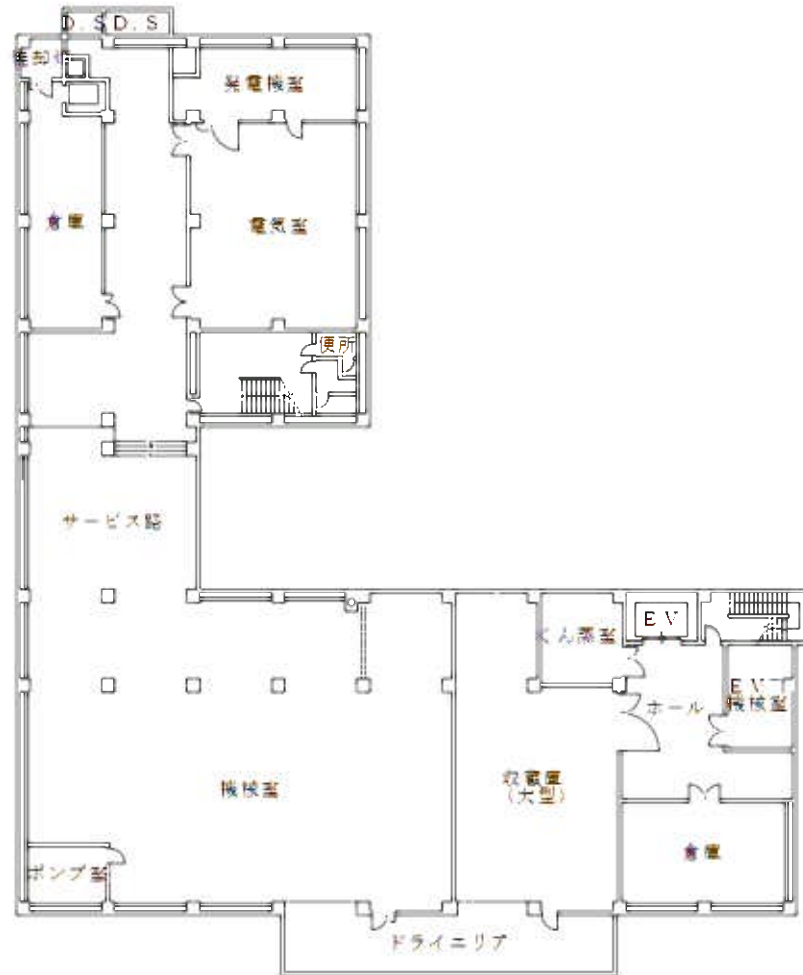 D.S D.S
蓄電機室
倉庫
電気室
便所
サービス路
くん蒸室
EV
EV
機械室
ホール
機械室
収蔵庫
(大型)
倉庫
ポンプ室
ドライエリア